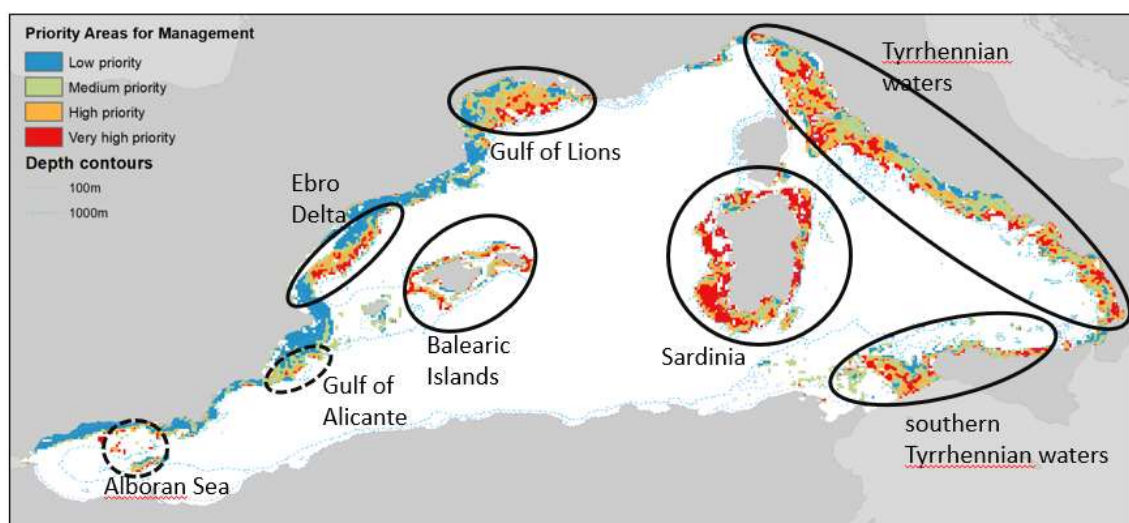 Priority Areas for Management
Low priority
Medium priority
High priority
Very high priority
Depth contours
100m
1000m
Tyrrhennian
waters
Gulf of Lions
Ebro
Delta
Balearic
Islands
Sardinia
Gulf of
Alicante
southern
Tyrrhennian waters
Alboran Sea